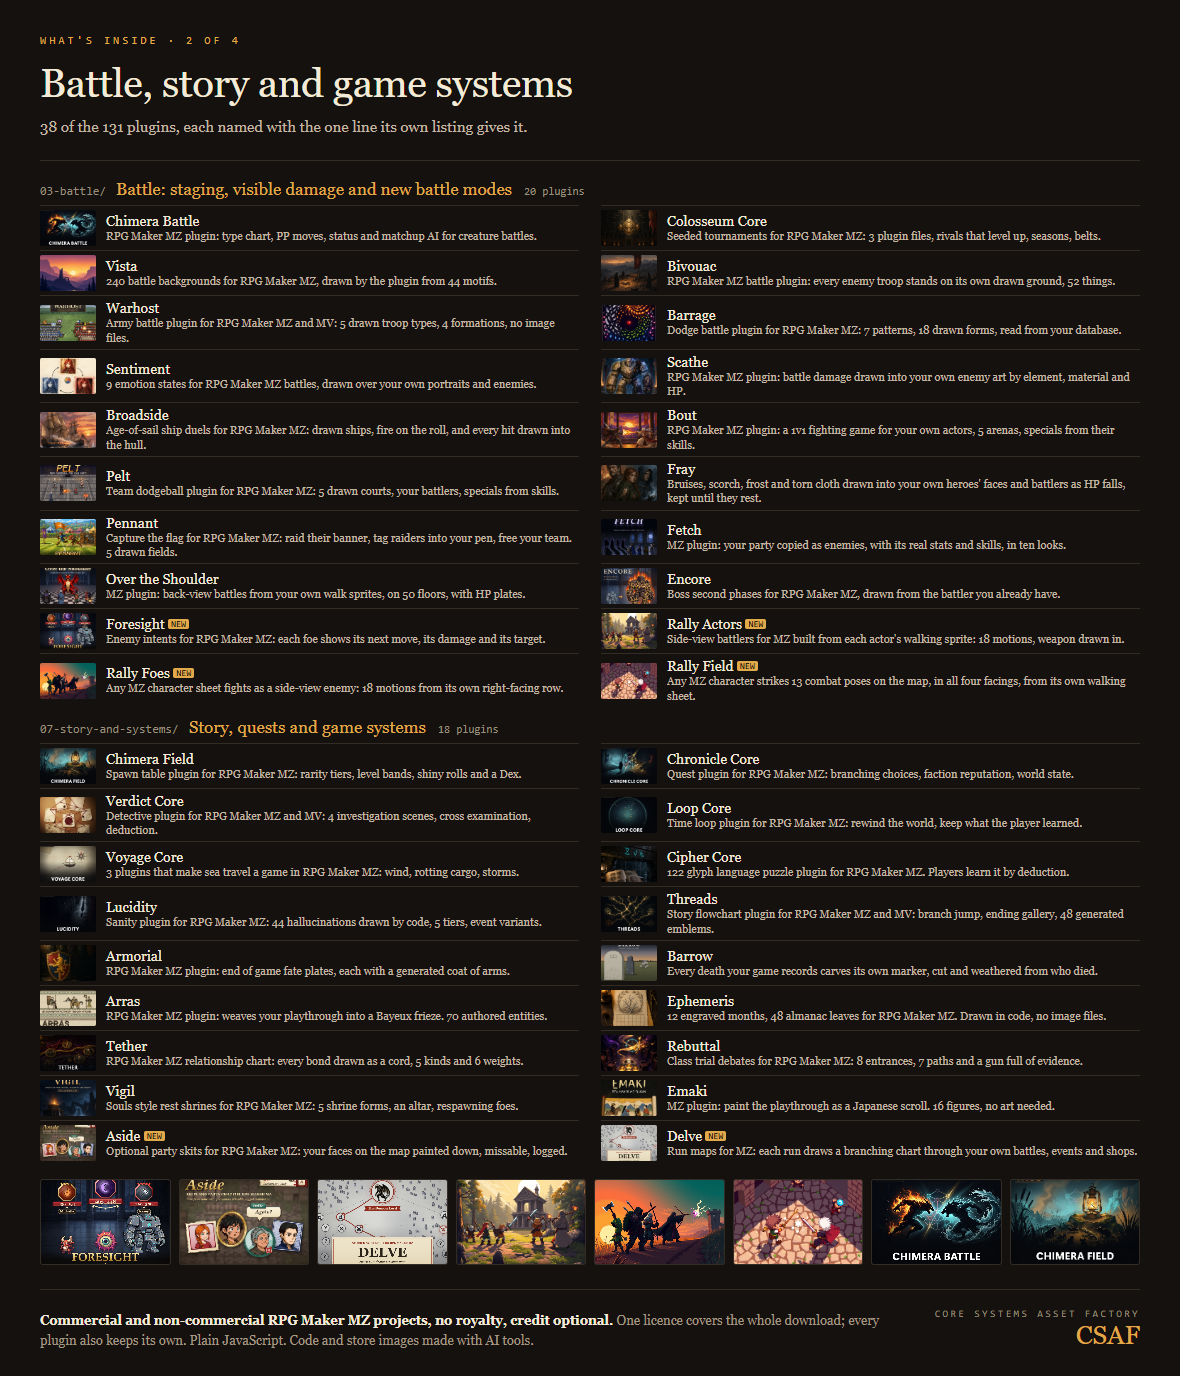 WHAT'S INSIDE · 2 OF 4
Battle, story and game systems
38 of the 131 plugins, each named with the one line its own listing gives it.
03-battle/ Battle: staging, visible damage and new battle modes 20 plugins
CHIMERA BATTLE
Chimera Battle
RPG Maker MZ plugin: type chart, PP moves, status and matchup AI for creature battles.
Colosseum Core
Seeded tournaments for RPG Maker MZ: 3 plugin files, rivals that level up, seasons, belts.
Vista
240 battle backgrounds for RPG Maker MZ, drawn by the plugin from 44 motifs.
Bivouac
RPG Maker MZ battle plugin: every enemy troop stands on its own drawn ground, 52 things.
WARHOST
Warhost
Army battle plugin for RPG Maker MZ and MV: 5 drawn troop types, 4 formations, no image
files.
Barrage
Dodge battle plugin for RPG Maker MZ: 7 patterns, 18 drawn forms, read from your database.
Sentiment
9 emotion states for RPG Maker MZ battles, drawn over your own portraits and enemies.
Scathe
RPG Maker MZ plugin: battle damage drawn into your own enemy art by element, material and
HP.
Broadside
Age-of-sail ship duels for RPG Maker MZ: drawn ships, fire on the roll, and every hit drawn into
the hull.
Bout
RPG Maker MZ plugin: a 1v1 fighting game for your own actors, 5 arenas, specials from their
skills.
PELT
Pelt
Team dodgeball plugin for RPG Maker MZ: 5 drawn courts, your battlers, specials from skills.
Fray
Bruises, scorch, frost and torn cloth drawn into your own heroes' faces and battlers as HP falls,
kept until they rest.
Pennant
Capture the flag for RPG Maker MZ: raid their banner, tag raiders into your pen, free your team.
5 drawn fields.
FETCH
Fetch
MZ plugin: your party copied as enemies, with its real stats and skills, in ten looks.
Over the Shoulder
MZ plugin: back-view battles from your own walk sprites, on 50 floors, with HP plates.
ENCORE
Encore
Boss second phases for RPG Maker MZ, drawn from the battler you already have.
FORESIGHT
Foresight NEW
Enemy intents for RPG Maker MZ: each foe shows its next move, its damage and its target.
Rally Actors NEW
Side-view battlers for MZ built from each actor's walking sprite: 18 motions, weapon drawn in.
Rally Foes NEW
Any MZ character sheet fights as a side-view enemy: 18 motions from its own right-facing row.
Rally Field NEW
Any MZ character strikes 13 combat poses on the map, in all four facings, from its own walking
sheet.
07-story-and-systems/ Story, quests and game systems 18 plugins
CHIMERA FIELD
Chimera Field
Spawn table plugin for RPG Maker MZ: rarity tiers, level bands, shiny rolls and a Dex.
CHRONICLE CORE
Chronicle Core
Quest plugin for RPG Maker MZ: branching choices, faction reputation, world state.
Verdict Core
Detective plugin for RPG Maker MZ and MV: 4 investigation scenes, cross examination,
deduction.
LOOP CORE
Loop Core
Time loop plugin for RPG Maker MZ: rewind the world, keep what the player learned.
VOYAGE CORE
Voyage Core
3 plugins that make sea travel a game in RPG Maker MZ: wind, rotting cargo, storms.
Cipher Core
122 glyph language puzzle plugin for RPG Maker MZ. Players learn it by deduction.
LUCIDITY
Lucidity
Sanity plugin for RPG Maker MZ: 44 hallucinations drawn by code, 5 tiers, event variants.
THREADS
Threads
Story flowchart plugin for RPG Maker MZ and MV: branch jump, ending gallery, 48 generated
emblems.
Armorial
RPG Maker MZ plugin: end of game fate plates, each with a generated coat of arms.
Barrow
Every death your game records carves its own marker, cut and weathered from who died.
ARRAS
Arras
RPG Maker MZ plugin: weaves your playthrough into a Bayeux frieze. 70 authored entities.
Ephemeris
12 engraved months, 48 almanac leaves for RPG Maker MZ. Drawn in code, no image files.
TETHER
Tether
RPG Maker MZ relationship chart: every bond drawn as a cord, 5 kinds and 6 weights.
Rebuttal
Class trial debates for RPG Maker MZ: 8 entrances, 7 paths and a gun full of evidence.
VIGIL
Vigil
Souls style rest shrines for RPG Maker MZ: 5 shrine forms, an altar, respawning foes.
EMAKI
Emaki
MZ plugin: paint the playthrough as a Japanese scroll. 16 figures, no art needed.
Aside
Aside NEW
Optional party skits for RPG Maker MZ: your faces on the map painted down, missable, logged.
DELVE
Delve NEW
Run maps for MZ: each run draws a branching chart through your own battles, events and shops.
FORESIGHT
Aside
Again?
DELVE
CHIMERA BATTLE
CHIMERA FIELD
Commercial and non-commercial RPG Maker MZ projects, no royalty, credit optional. One licence covers the whole download; every
plugin also keeps its own. Plain JavaScript. Code and store images made with AI tools.
CORE SYSTEMS ASSET FACTORY
CSAF